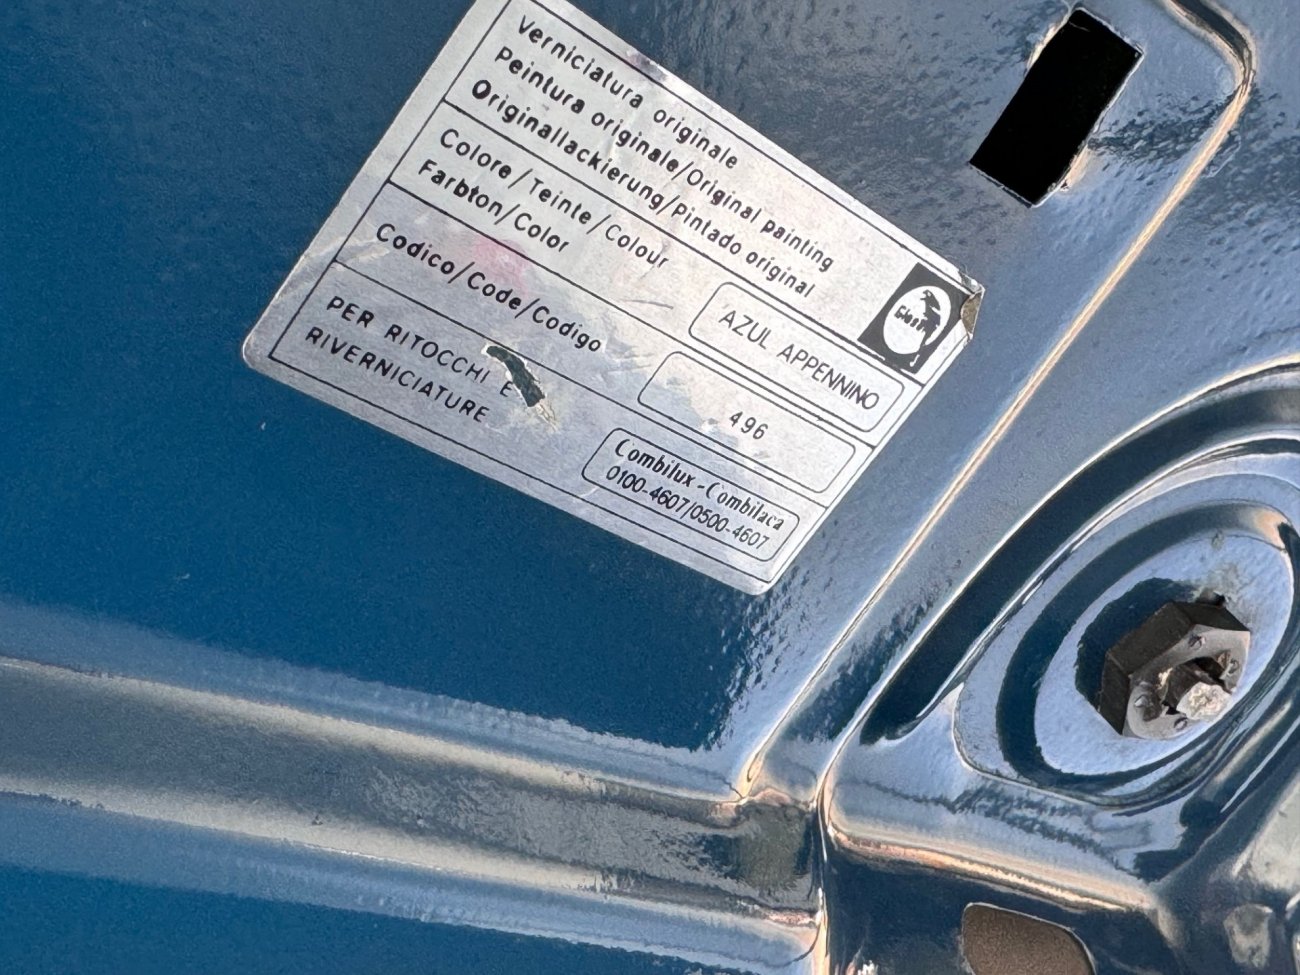 Verniciatura originale
Peintura originale/Original painting
Originallackierung/Pintado original
Colore/Teinte/Colour
Farbton/Color
AZUL APPENNINO
Codico/Code/Codigo
496
PER RITOCCHI E
RIVERNICIATURE
Combilux-Combilaca
0100-4607/0500-4607